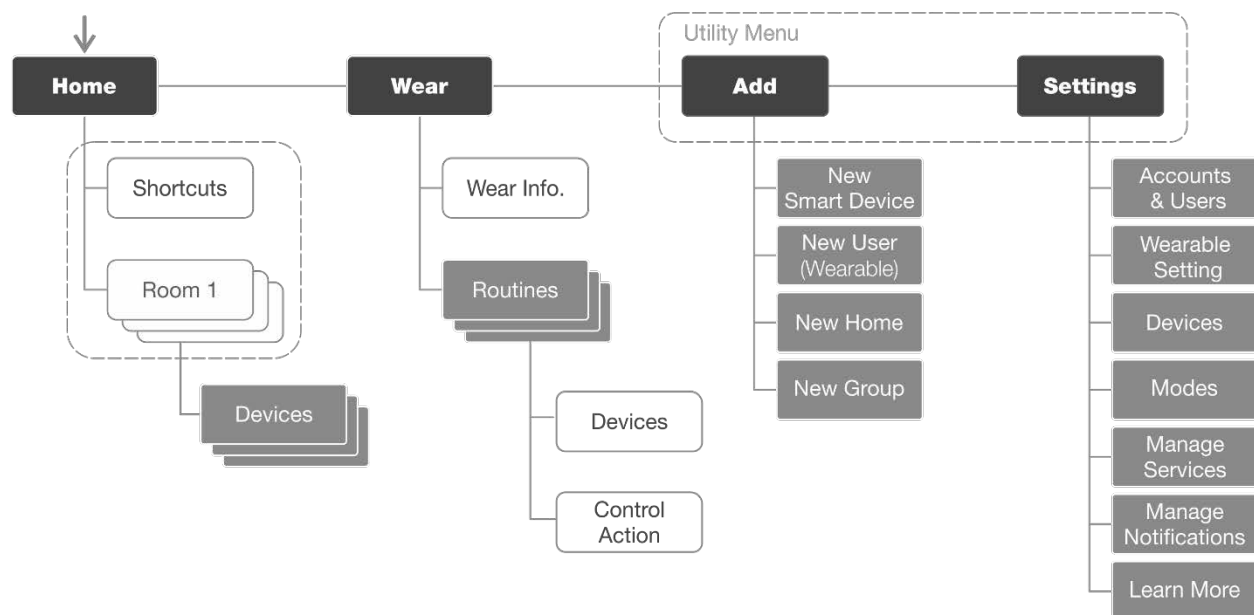 Utility Menu
Home
Wear
Add
Settings
Shortcuts
Room 1
Devices
Wear Info.
Routines
Devices
Control
Action
New
Smart Device
New User
(Wearable)
New Home
New Group
Accounts
& Users
Wearable
Setting
Devices
Modes
Manage
Services
Manage
Notifications
Learn More